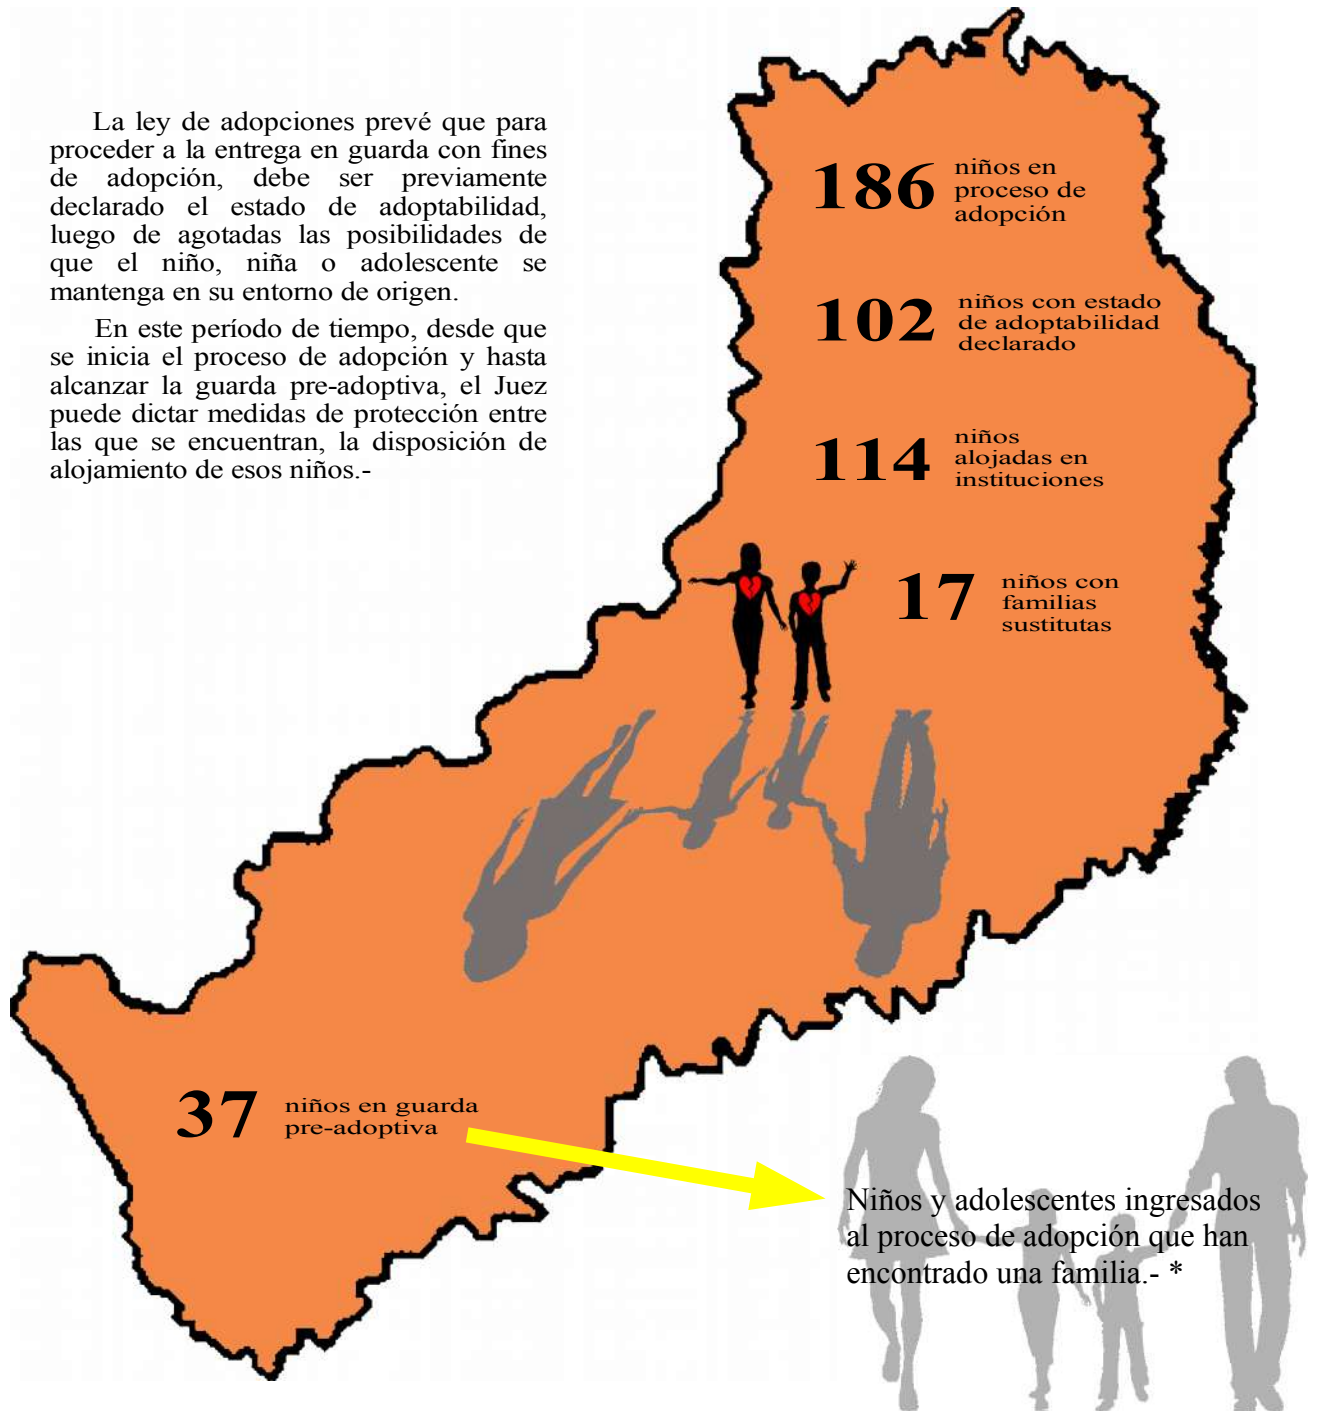 La ley de adopciones prevé que para
proceder a la entrega en guarda con fines
de adopción, debe ser previamente
declarado el estado de adoptabilidad,
luego de agotadas las posibilidades de
que el niño, niña o adolescente se
mantenga en su entorno de origen.
En este período de tiempo, desde que
se inicia el proceso de adopción y hasta
alcanzar la guarda pre-adoptiva, el Juez
puede dictar medidas de protección entre
las que se encuentran, la disposición de
alojamiento de esos niños.-
186
niños en
proceso de
adopción
102
niños con estado
de adoptabilidad
declarado
114
niños
alojadas en
instituciones
17
niños con
familias
sustitutas
37
niños en guarda
pre-adoptiva
Niños y adolescentes ingresados
al proceso de adopción que han
encontrado una familia.- *